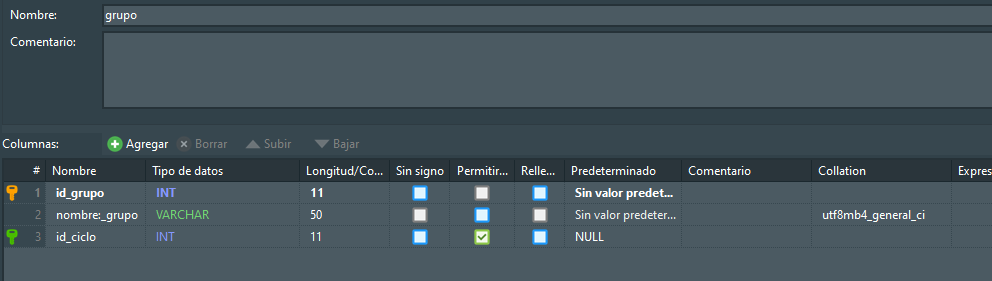 Nombre: grupo
Comentario:
Columnas: Agregar Borrar Subir Bajar
# Nombre Tipo de datos Longitud/Co... Sin signo Permitir... Relle... Predeterminado Comentario Collation Expres
1 id_grupo INT 11 Sin valor predet...
2 nombre:_grupo VARCHAR 50 Sin valor predeter... utf8mb4_general_ci
3 id_ciclo INT 11 NULL